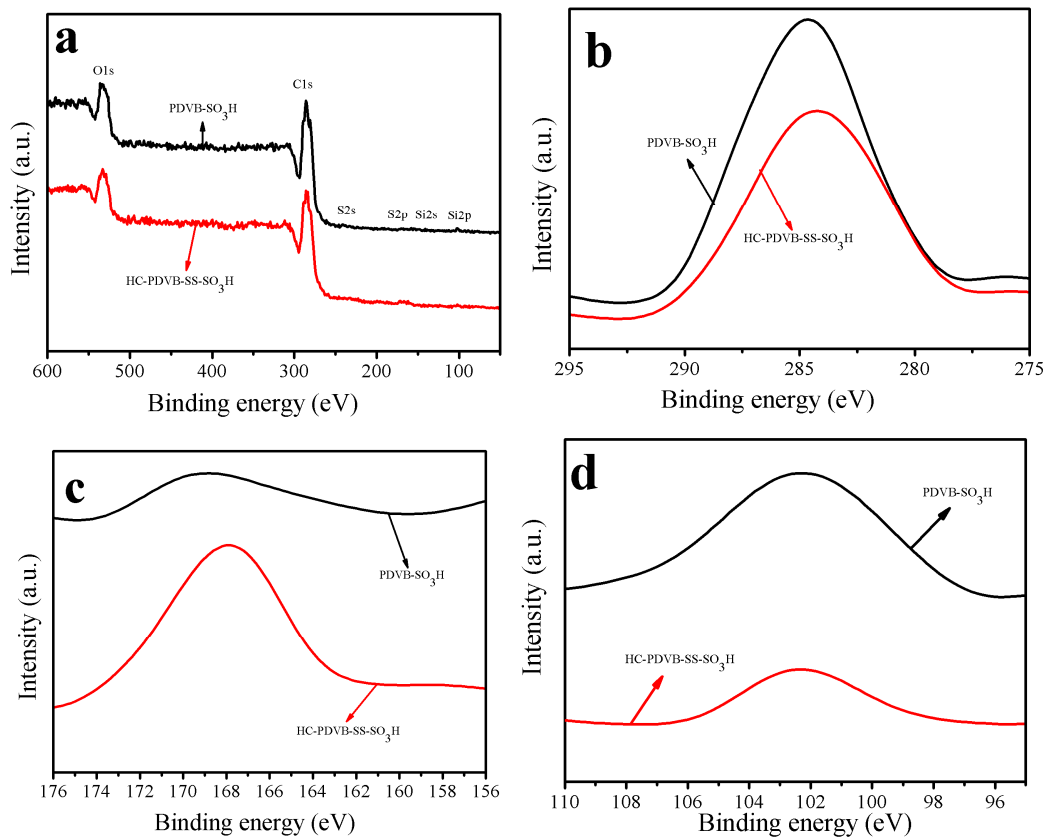 a
O1s
C1s
PDVB-SO3H
S2s
S2p
Si2s
Si2p
HC-PDVB-SS-SO3H
Intensity (a.u.)
600 500 400 300 200 100
Binding energy (eV)
b
PDVB-SO3H
HC-PDVB-SS-SO3H
Intensity (a.u.)
295 290 285 280 275
Binding energy (eV)
c
PDVB-SO3H
HC-PDVB-SS-SO3H
Intensity (a.u.)
176 174 172 170 168 166 164 162 160 158 156
Binding energy (eV)
d
PDVB-SO3H
HC-PDVB-SS-SO3H
Intensity (a.u.)
110 108 106 104 102 100 98 96
Binding energy (eV)